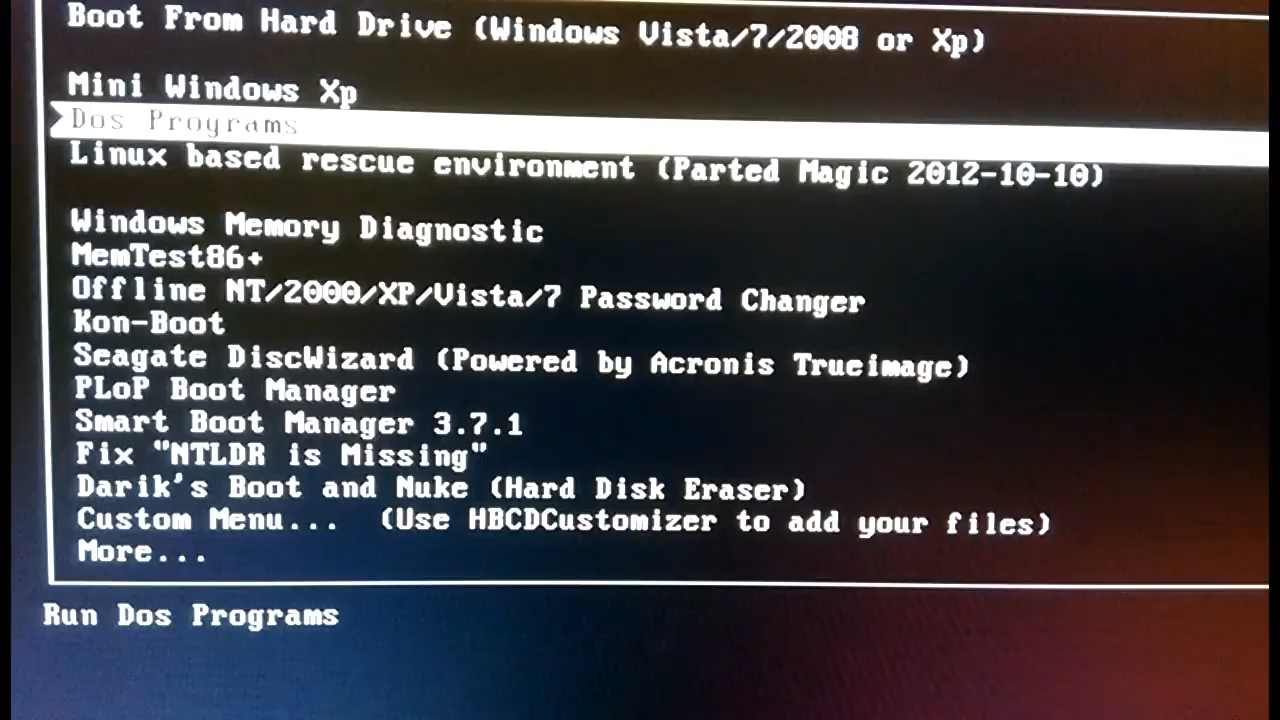 Boot From Hard Drive (Windows Vista/7/2008 or Xp)
Mini Windows Xp
Dos Programs
Linux based rescue environment (Parted Magic 2012-10-10)
Windows Memory Diagnostic
MemTest86+
Offline NT/2000/XP/Vista/7 Password Changer
Kon-Boot
Seagate DiscWizard (Powered by Acronis Trueimage)
PLoP Boot Manager
Smart Boot Manager 3.7.1
Fix "NTLDR is Missing"
Darik's Boot and Nuke (Hard Disk Eraser)
Custom Menu... (Use HBCDCustomizer to add your files)
More...
Run Dos Programs